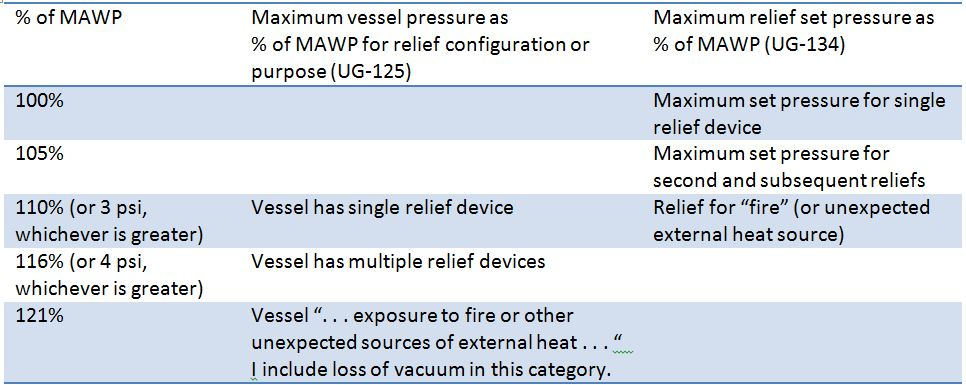 % of MAWP
Maximum vessel pressure as
% of MAWP for relief configuration or
purpose (UG-125)
Maximum relief set pressure as
% of MAWP (UG-134)
100%
Maximum set pressure for single
relief device
105%
Maximum set pressure for
second and subsequent reliefs
110% (or 3 psi,
whichever is greater)
Vessel has single relief device
Relief for “fire” (or unexpected
external heat source)
116% (or 4 psi,
whichever is greater)
Vessel has multiple relief devices
121%
Vessel “. . . exposure to fire or other
unexpected sources of external heat . . . “
I include loss of vacuum in this category.